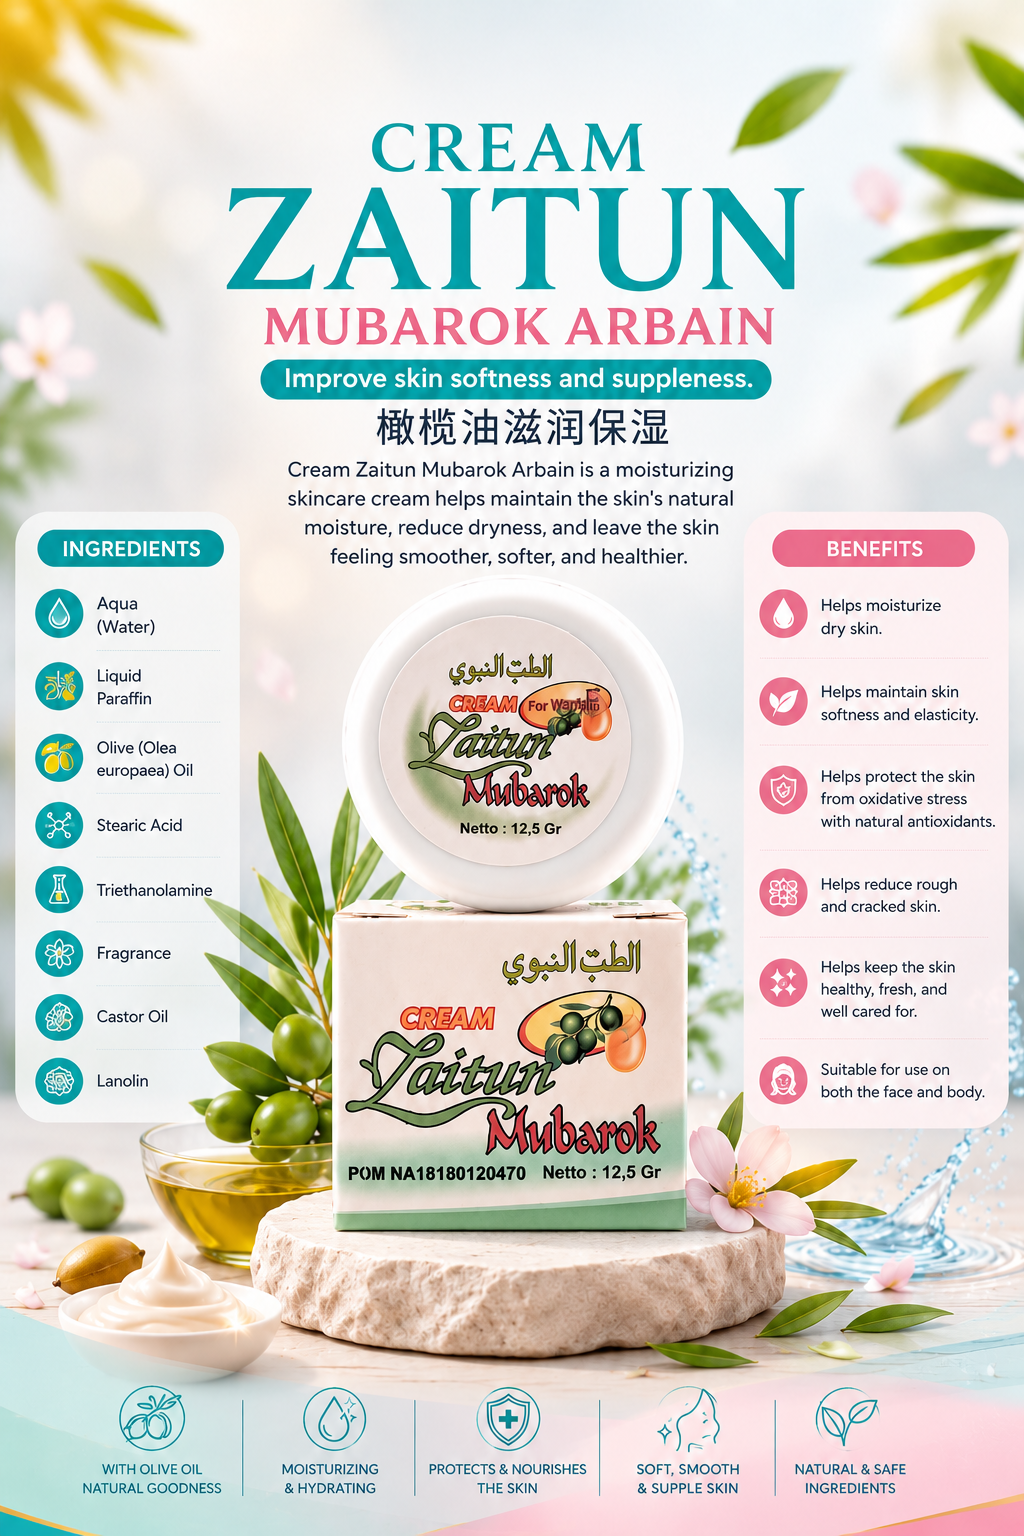 CREAM
ZAITUN
MUBAROK ARBAIN
Improve skin softness and suppleness.
橄榄油滋润保湿
Cream Zaitun Mubarok Arbain is a moisturizing
skincare cream helps maintain the skin's natural
moisture, reduce dryness, and leave the skin
feeling smoother, softer, and healthier.
INGREDIENTS
Aqua
(Water)
Liquid
Paraffin
Olive (Olea
europaea) Oil
Stearic Acid
Triethanolamine
Fragrance
Castor Oil
Lanolin
BENEFITS
Helps moisturize
dry skin.
Helps maintain skin
softness and elasticity.
Helps protect the skin
from oxidative stress
with natural antioxidants.
Helps reduce rough
and cracked skin.
Helps keep the skin
healthy, fresh, and
well cared for.
Suitable for use on
both the face and body.
الطب النبوي
CREAM
For
Zaitun
Mubarok
Netto : 12,5 Gr
الطب النبوي
CREAM
Zaitun
Mubarok
POM NA18180120470 Netto : 12,5 Gr
WITH OLIVE OIL
NATURAL GOODNESS
MOISTURIZING
& HYDRATING
PROTECTS & NOURISHES
THE SKIN
SOFT, SMOOTH
& SUPPLE SKIN
NATURAL & SAFE
INGREDIENTS